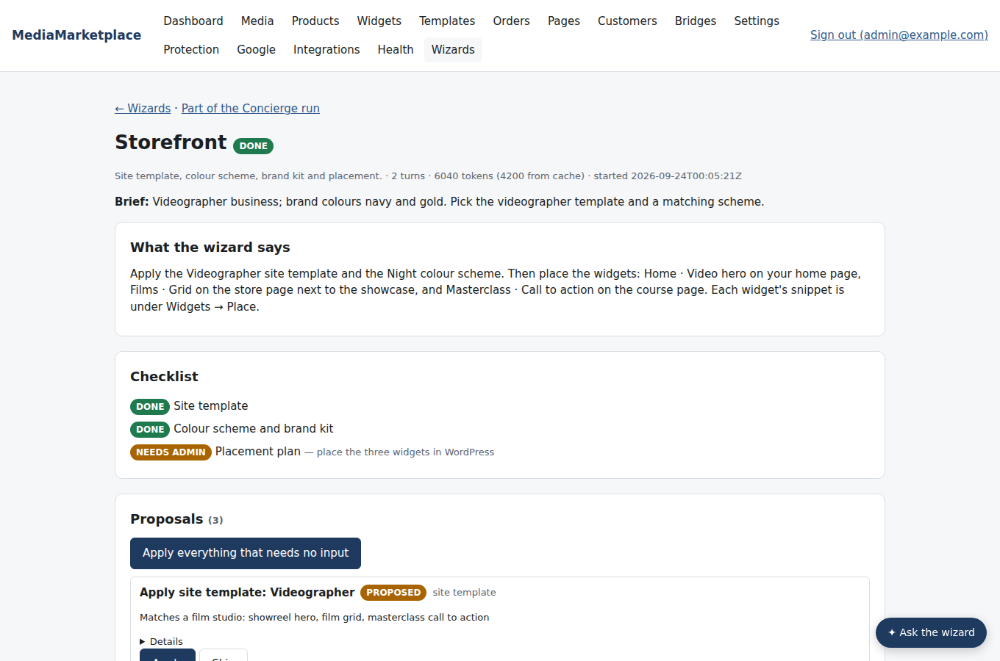 MediaMarketplace
Dashboard Media Products Widgets Templates Orders Pages Customers Bridges Settings
Protection Google Integrations Health Wizards
Sign out (admin@example.com)
← Wizards · Part of the Concierge run
Storefront DONE
Site template, colour scheme, brand kit and placement. · 2 turns · 6040 tokens (4200 from cache) · started 2026-09-24T00:05:21Z
Brief: Videographer business; brand colours navy and gold. Pick the videographer template and a matching scheme.
What the wizard says
Apply the Videographer site template and the Night colour scheme. Then place the widgets: Home · Video hero on your home page,
Films · Grid on the store page next to the showcase, and Masterclass · Call to action on the course page. Each widget's snippet is
under Widgets → Place.
Checklist
DONE Site template
DONE Colour scheme and brand kit
NEEDS ADMIN Placement plan — place the three widgets in WordPress
Proposals (3)
Apply everything that needs no input
Apply site template: Videographer PROPOSED site template
Matches a film studio: showreel hero, film grid, masterclass call to action
▶ Details
✦ Ask the wizard